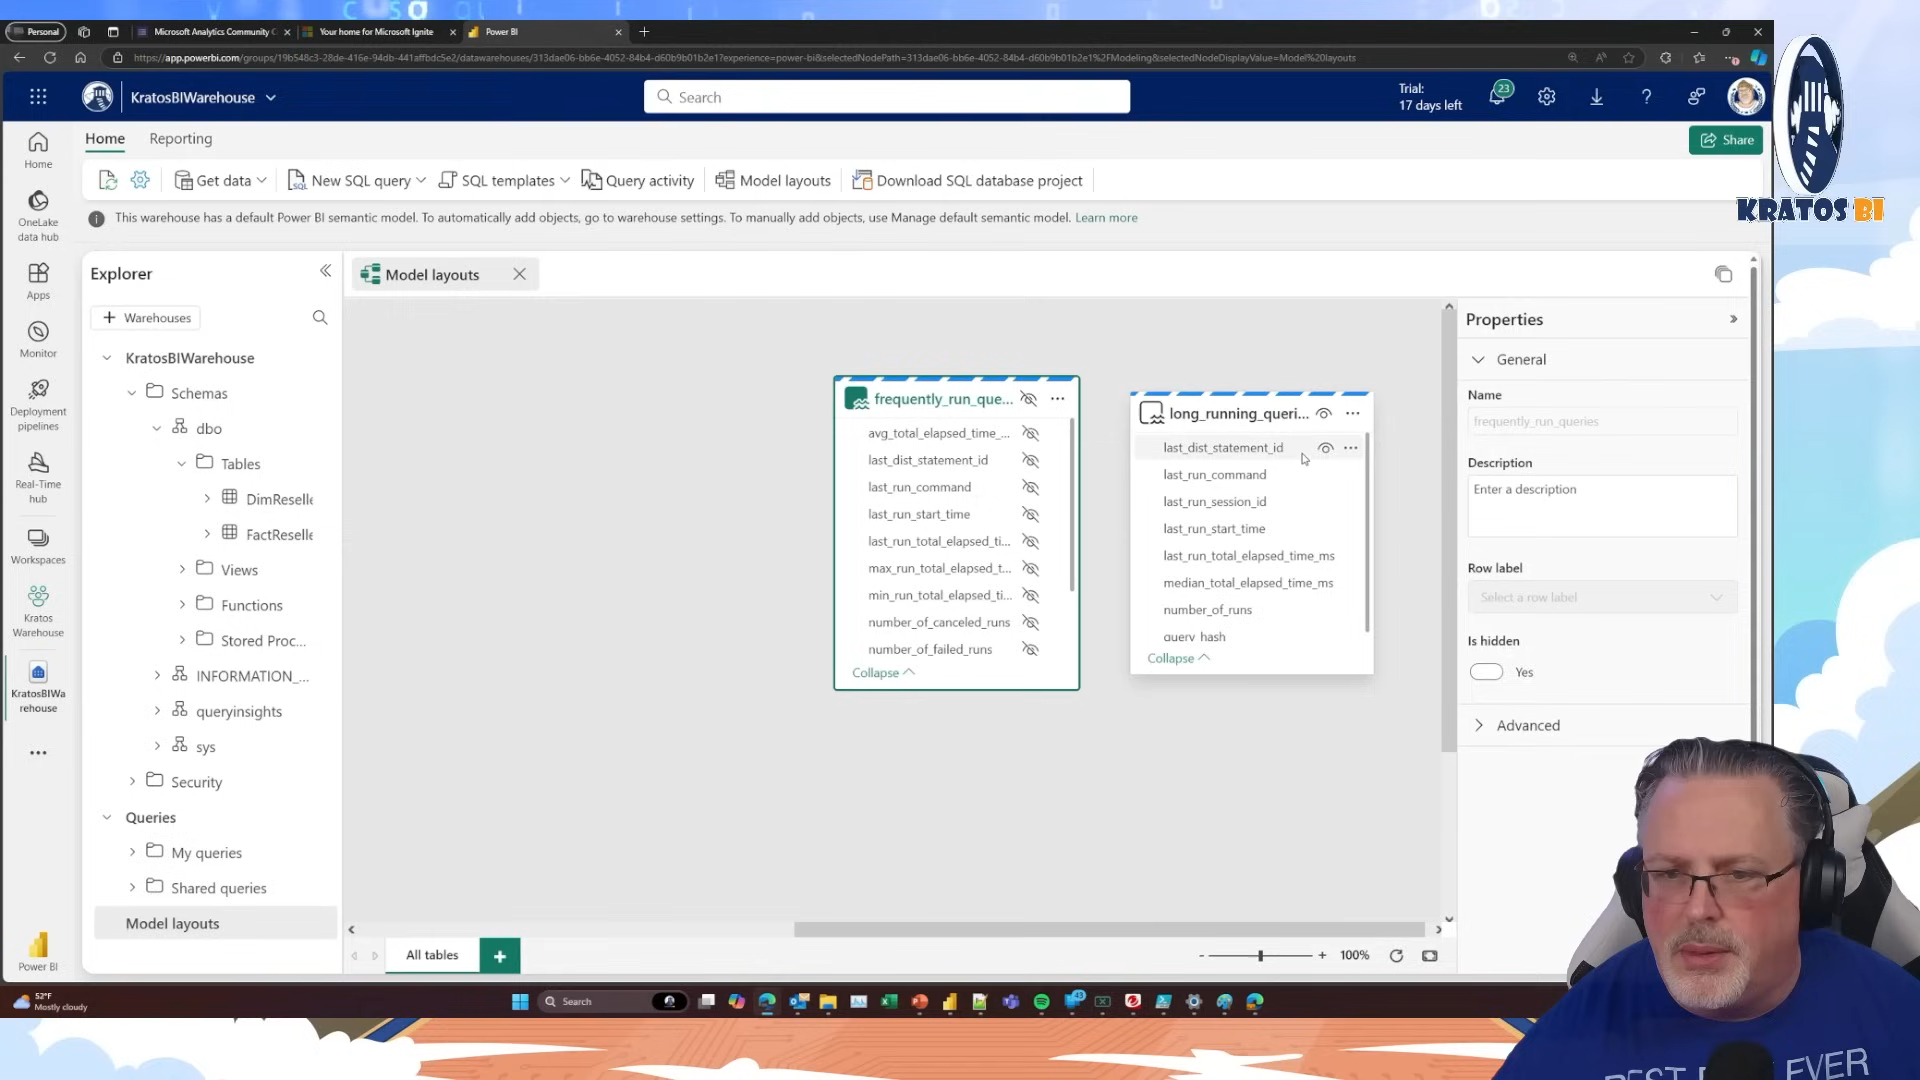 Personal
Microsoft Analytics Community C
Your home for Microsoft Ignite
Power BI
https://app.powerbi.com/groups/19b548c3-28de-416e-94db-441affdc5e2/datawarehouses/313dae06-bb6e-4052-84b4-d60b9b01b2e1?experience=power-bi&selectedNodePath=313dae06-bb6e-4052-84b4-d60b9b01b2e1%2FModeling&selectedNodeDisplayValue=Model%20layouts
KratosBIWarehouse
Search
Trial:
17 days left
23
KRATOS BI
Home
Reporting
Share
Get data
New SQL query
SQL templates
Query activity
Model layouts
Download SQL database project
This warehouse has a default Power BI semantic model. To automatically add objects, go to warehouse settings. To manually add objects, use Manage default semantic model. Learn more
Home
OneLake
data hub
Apps
Monitor
Deployment
pipelines
Real-Time
hub
Workspaces
Kratos
Warehouse
KratosBIWa
rehouse
Power BI
Explorer
+ Warehouses
KratosBIWarehouse
Schemas
dbo
Tables
DimReselle
FactReselle
Views
Functions
Stored Proc...
INFORMATION_...
queryinsights
sys
Security
Queries
My queries
Shared queries
Model layouts
Model layouts
frequently_run_que...
avg_total_elapsed_time_...
last_dist_statement_id
last_run_command
last_run_start_time
last_run_total_elapsed_ti...
max_run_total_elapsed_t...
min_run_total_elapsed_ti...
number_of_canceled_runs
number_of_failed_runs
Collapse
long_running_queri...
last_dist_statement_id
last_run_command
last_run_session_id
last_run_start_time
last_run_total_elapsed_time_ms
median_total_elapsed_time_ms
number_of_runs
query_hash
Collapse
All tables
+
- + 100%
Properties
General
Name
frequently_run_queries
Description
Enter a description
Row label
Select a row label
Is hidden
Yes
Advanced
52°F
Mostly cloudy
Search
43
EVER